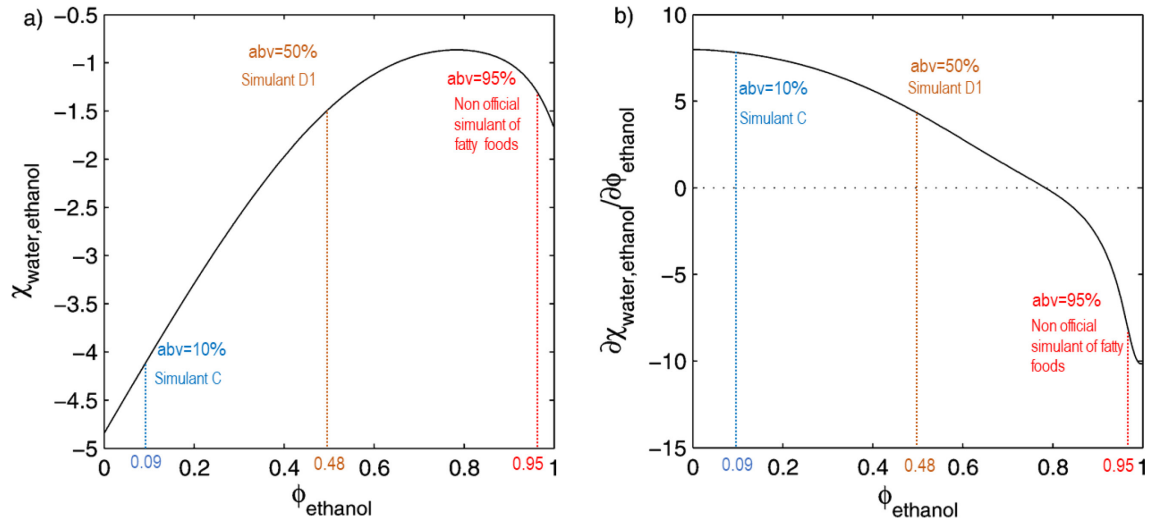 a)
-0.5
-1
-1.5
-2
-2.5
-3
-3.5
-4
-4.5
-5
χwater,ethanol
abv=50%
Simulant D1
abv=95%
Non official
simulant of
fatty foods
abv=10%
Simulant C
0
0.09
0.2
0.4
0.48
0.6
0.8
0.95
1
ϕethanol
b)
10
5
0
-5
-10
-15
∂χwater,ethanol/∂ϕethanol
abv=10%
Simulant C
abv=50%
Simulant D1
abv=95%
Non official
simulant of fatty
foods
0
0.09
0.2
0.4
0.48
0.6
0.8
0.95
1
ϕethanol